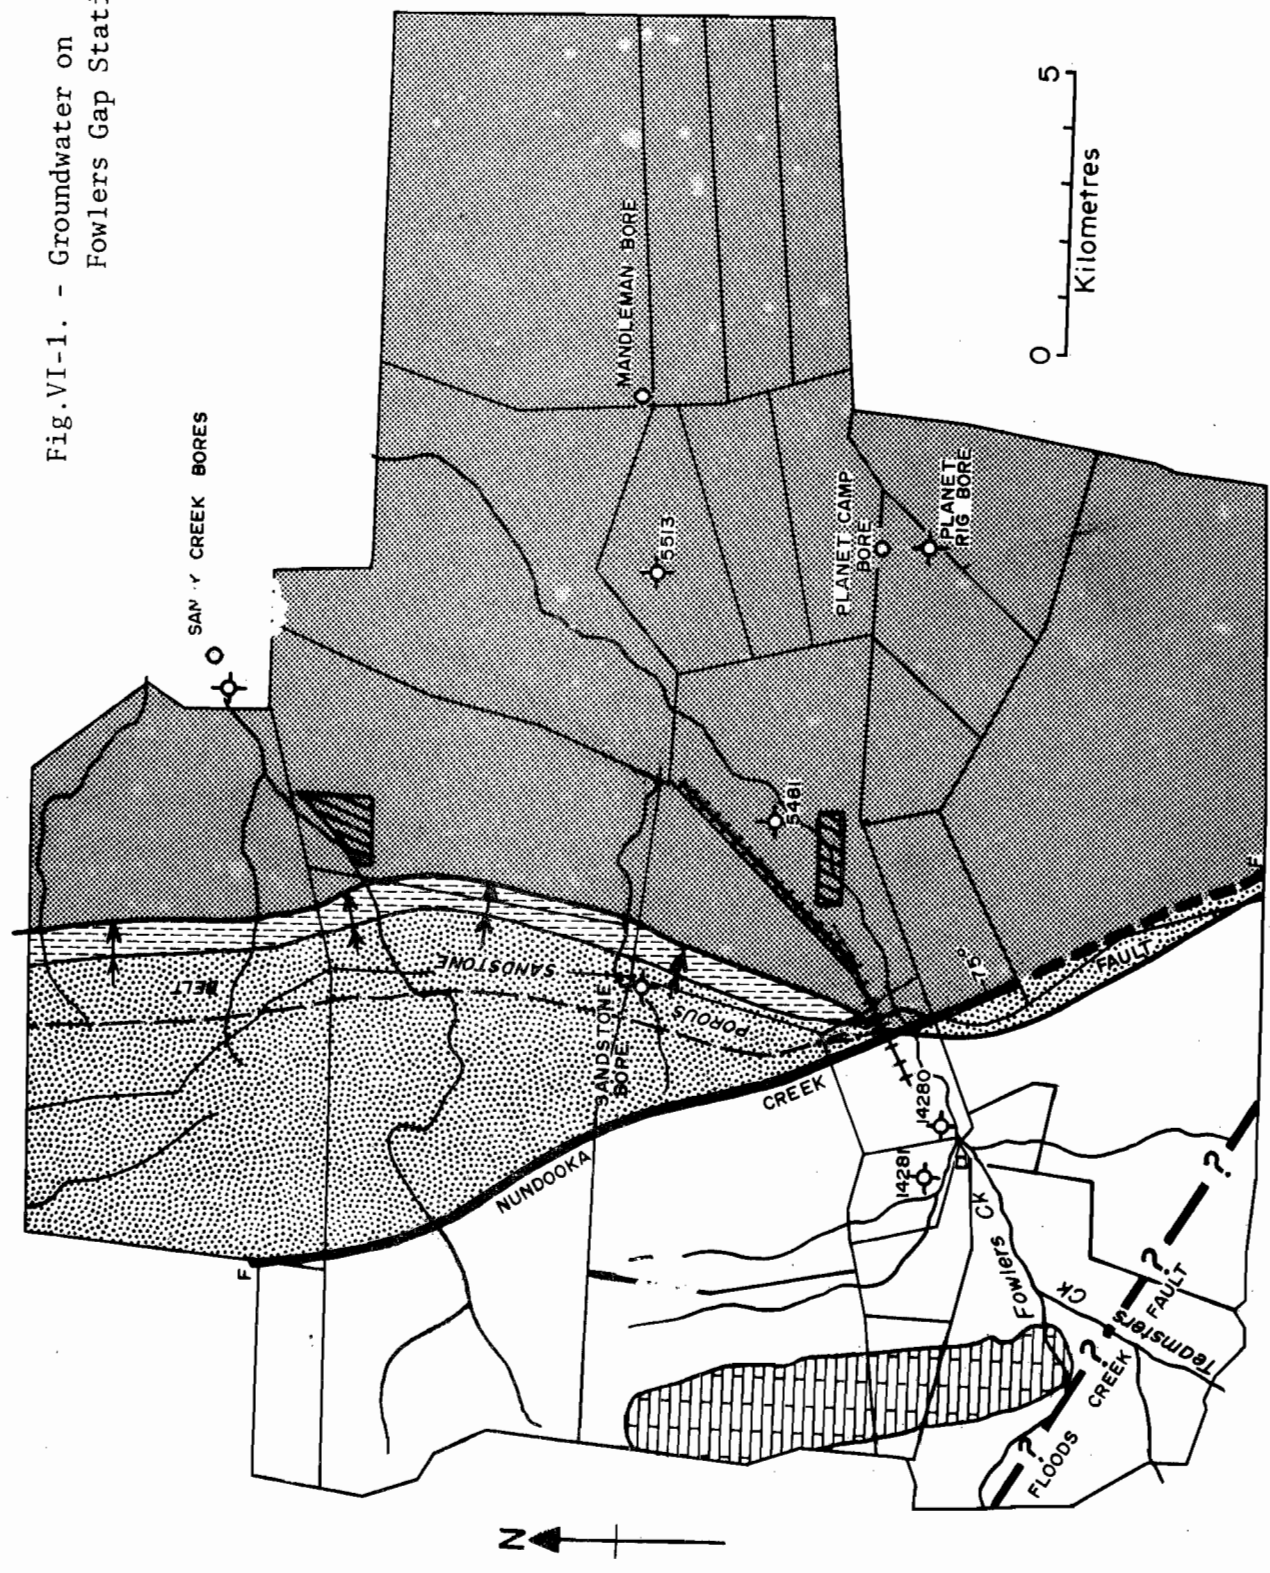 Fig.VI-1. - Groundwater on
Fowlers Gap Stati
SAN Y CREEK BORES
MANDLEMAN BORE
5513
PLANET CAMP
BORE
PLANET
RIG BORE
5481
BELT
SANDSTONE
POROUS
SANDSTONE
BORE
75°
F
FAULT
CREEK
NUNDOOKA
F
14280
14281
Fowlers CK
Teamsters CK
? ? ? ?
FLOODS CREEK FAULT
N
0 5
Kilometres